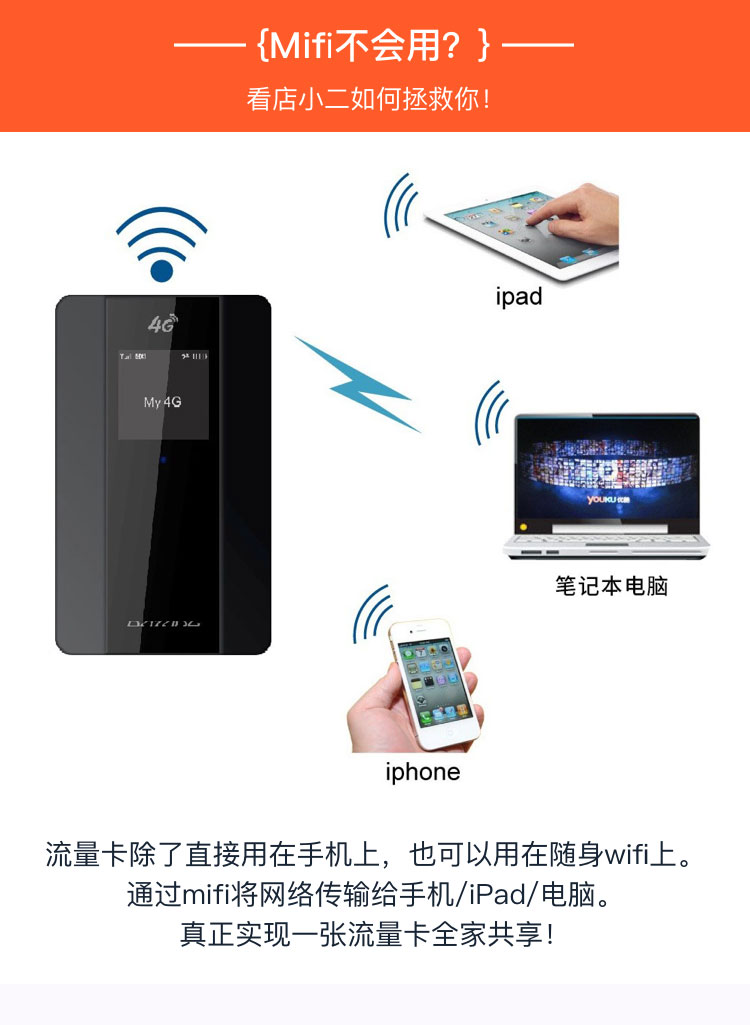 {Mifi不会用？}
看店小二如何拯救你！
4G
My 4G
ipad
YOUKU 优酷
笔记本电脑
iphone
流量卡除了直接用在手机上，也可以用在随身wifi上。
通过mifi将网络传输给手机/iPad/电脑。
真正实现一张流量卡全家共享！